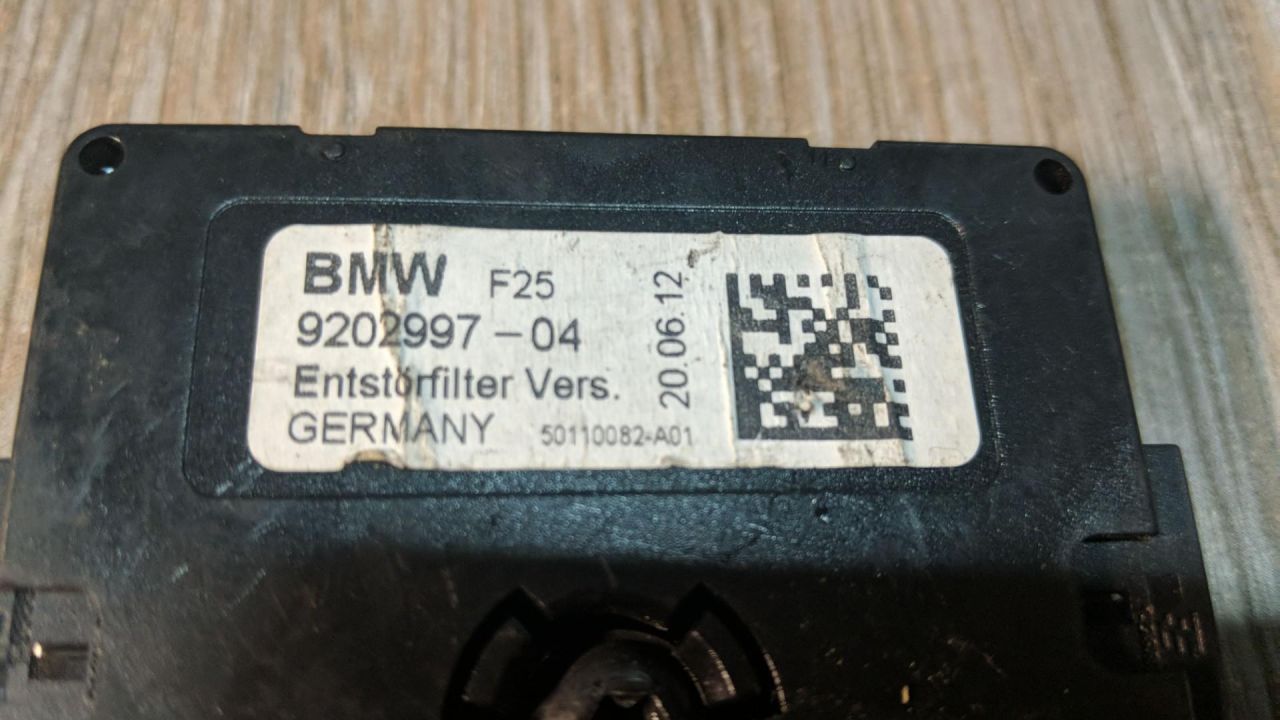 BMW F25
9202997-04
Entstörfilter Vers.
GERMANY 50110082-A01
20.06.12